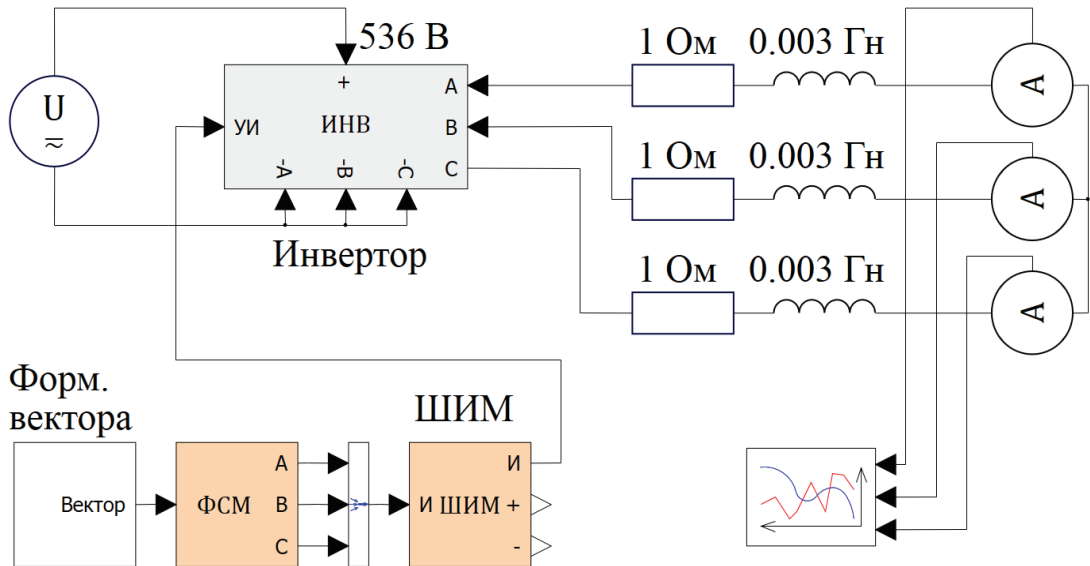 536 В
1 Ом 0.003 Гн
U
≂
+
A
A
УИ
ИНВ
B
1 Ом 0.003 Гн
-A
-B
-C
C
A
Инвертор
1 Ом 0.003 Гн
A
Форм.
вектора
ШИМ
A
И
Вектор
ФСМ
B
И ШИМ +
C
-